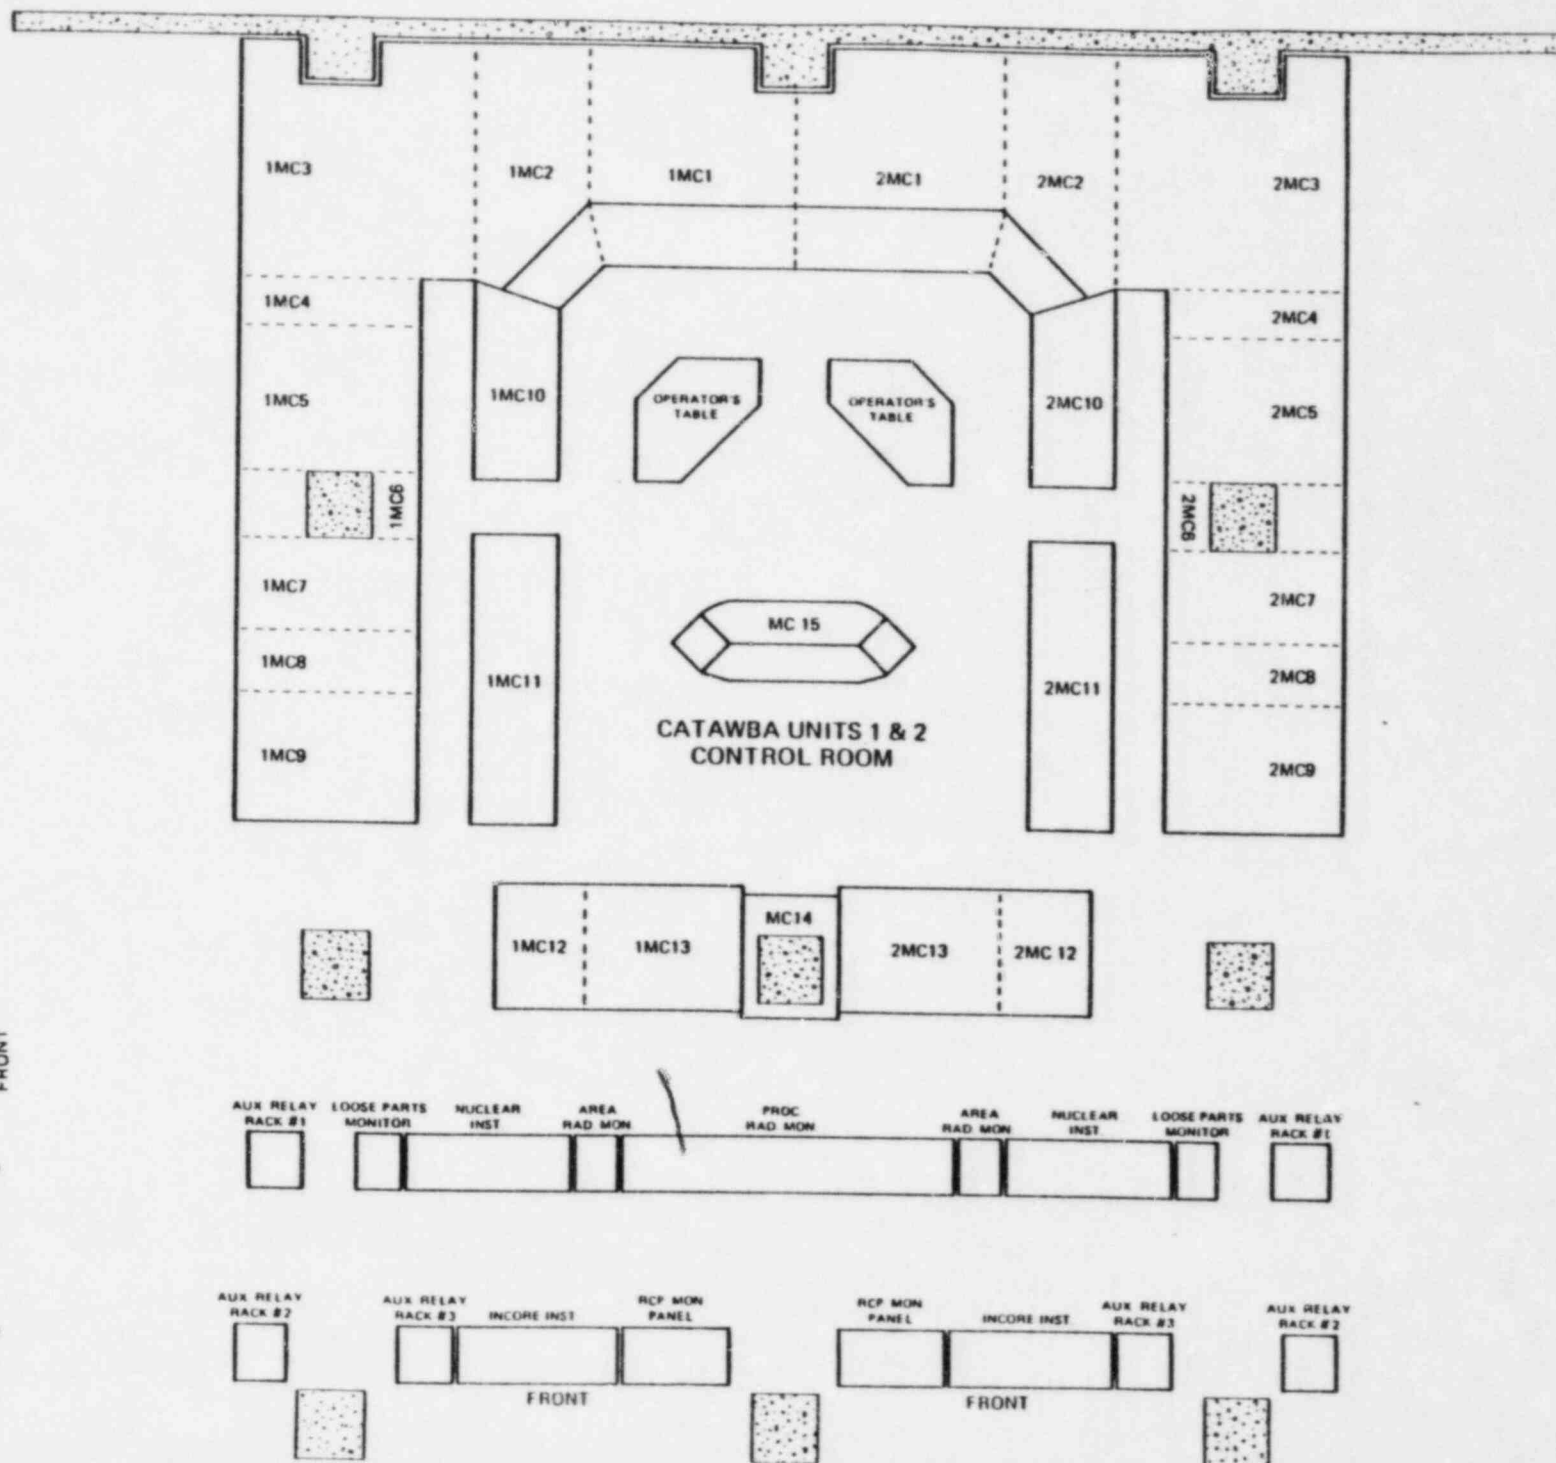 1MC3
1MC2
1MC1
2MC1
2MC2
2MC3
1MC4
2MC4
1MC5
1MC10
OPERATOR'S
TABLE
OPERATOR'S
TABLE
2MC10
2MC5
1MC6
2MC6
1MC7
2MC7
MC 15
1MC8
1MC11
2MC11
2MC8
CATAWBA UNITS 1 & 2
CONTROL ROOM
1MC9
2MC9
1MC12
1MC13
MC14
2MC13
2MC 12
FRONT
AUX RELAY
RACK #1
LOOSE PARTS
MONITOR
NUCLEAR
INST
AREA
RAD MON
PROC
RAD MON
AREA
RAD MON
NUCLEAR
INST
LOOSE PARTS
MONITOR
AUX RELAY
RACK #1
AUX RELAY
RACK #2
AUX RELAY
RACK #3
INCORE INST
RCP MON
PANEL
RCP MON
PANEL
INCORE INST
AUX RELAY
RACK #3
AUX RELAY
RACK #2
FRONT
FRONT